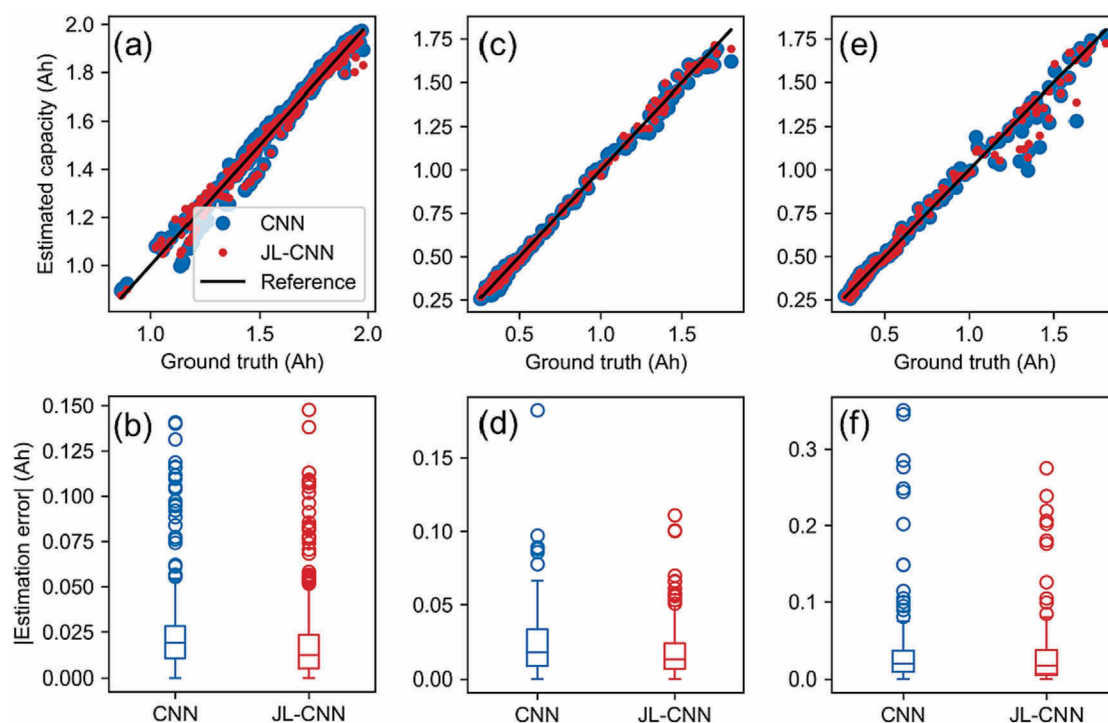 (a)
2.0
1.8
1.6
1.4
1.2
1.0
Estimated capacity (Ah)
CNN
JL-CNN
Reference
1.0 1.5 2.0
Ground truth (Ah)
(c)
1.75
1.50
1.25
1.00
0.75
0.50
0.25
0.5 1.0 1.5
Ground truth (Ah)
(e)
1.75
1.50
1.25
1.00
0.75
0.50
0.25
0.5 1.0 1.5
Ground truth (Ah)
(b)
0.150
0.125
0.100
0.075
0.050
0.025
0.000
|Estimation error| (Ah)
CNN JL-CNN
(d)
0.15
0.10
0.05
0.00
CNN JL-CNN
(f)
0.3
0.2
0.1
0.0
CNN JL-CNN